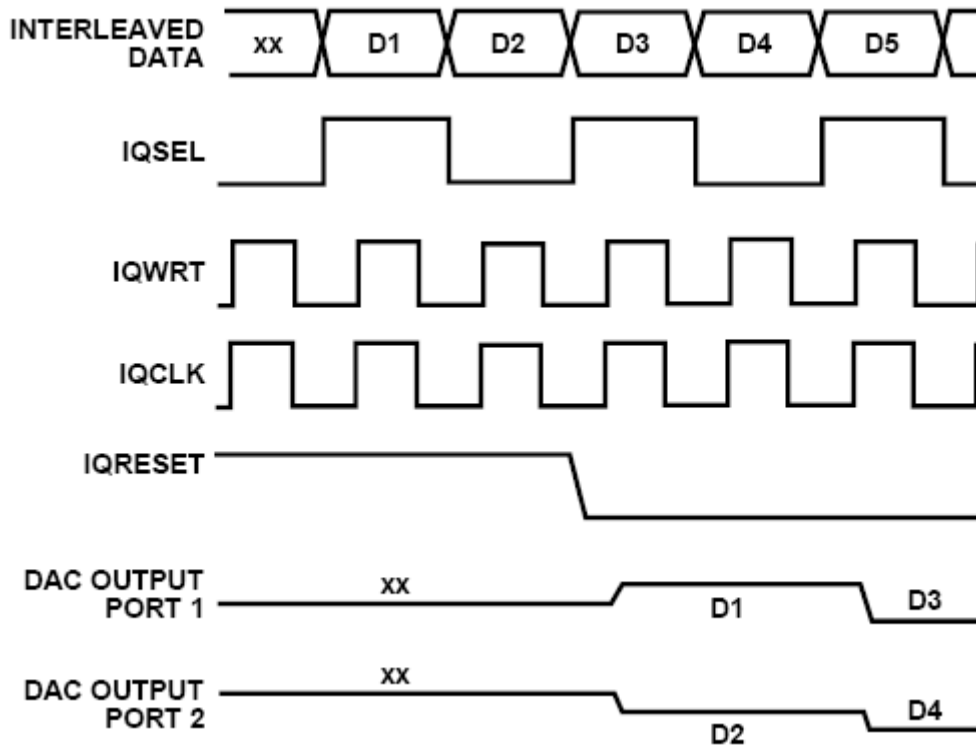 INTERLEAVED
DATA
xx D1 D2 D3 D4 D5
IQSEL
IQWRT
IQCLK
IQRESET
DAC OUTPUT
PORT 1
xx
D1
D3
DAC OUTPUT
PORT 2
xx
D2
D4